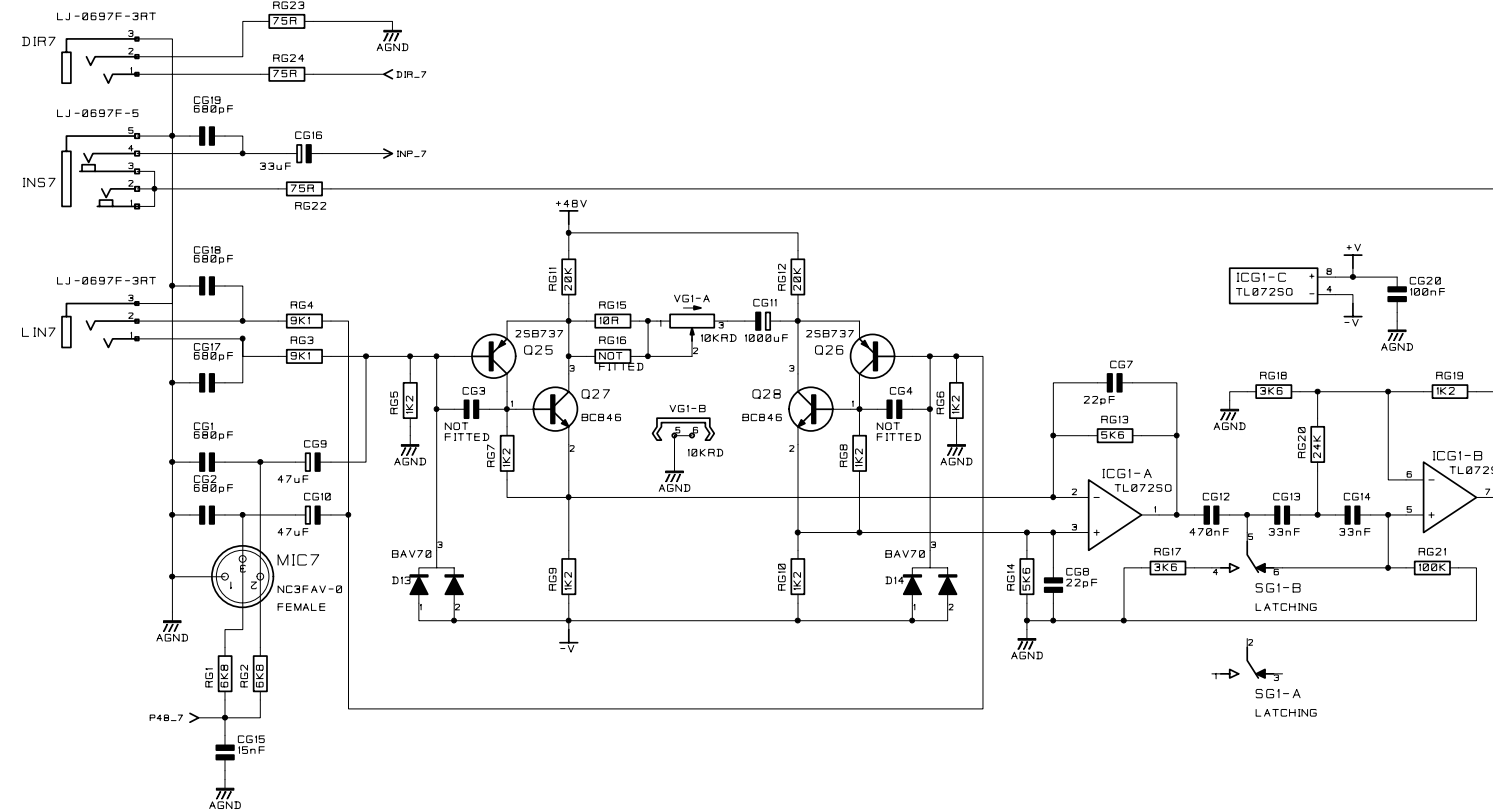 LJ-0697F-3RT
DIR7
3
2
1
RG23
75R
AGND
RG24
75R
DIR_7
LJ-0697F-5
INS7
5
4
3
2
1
CG19
680pF
CG16
33uF
INP_7
75R
RG22
LJ-0697F-3RT
LIN7
3
2
1
CG18
680pF
RG4
9K1
RG3
9K1
CG17
680pF
CG1
680pF
CG9
47uF
CG2
680pF
CG10
47uF
MIC7
NC3FAV-0
FEMALE
3
1
2
AGND
RG1
6K8
RG2
6K8
P48_7
CG15
15nF
AGND
+48V
RG11
20K
RG12
20K
2SB737
Q25
RG15
10R
RG16
NOT
FITTED
VG1-A
1
3
10KRD
2
CG11
1000uF
2SB737
Q26
RG5
1K2
AGND
CG3
NOT
FITTED
1
3
Q27
BC846
2
RG7
1K2
VG1-B
5
6
10KRD
AGND
3
Q28
BC846
2
1
CG4
NOT
FITTED
RG6
1K2
AGND
RG8
1K2
BAV70
D13
3
1
2
RG9
1K2
-V
RG10
1K2
BAV70
D14
3
1
2
RG14
5K6
CG8
22pF
AGND
CG7
22pF
RG13
5K6
ICG1-A
TL072SO
2
3
1
-
+
CG12
470nF
CG13
33nF
CG14
33nF
RG17
3K6
5
4
6
SG1-B
LATCHING
2
1
3
SG1-A
LATCHING
RG21
100K
RG18
3K6
AGND
RG19
1K2
RG20
24K
ICG1-B
TL072S
6
5
7
-
+
ICG1-C
TL072SO
+
-
8
4
+V
-V
CG20
100nF
AGND